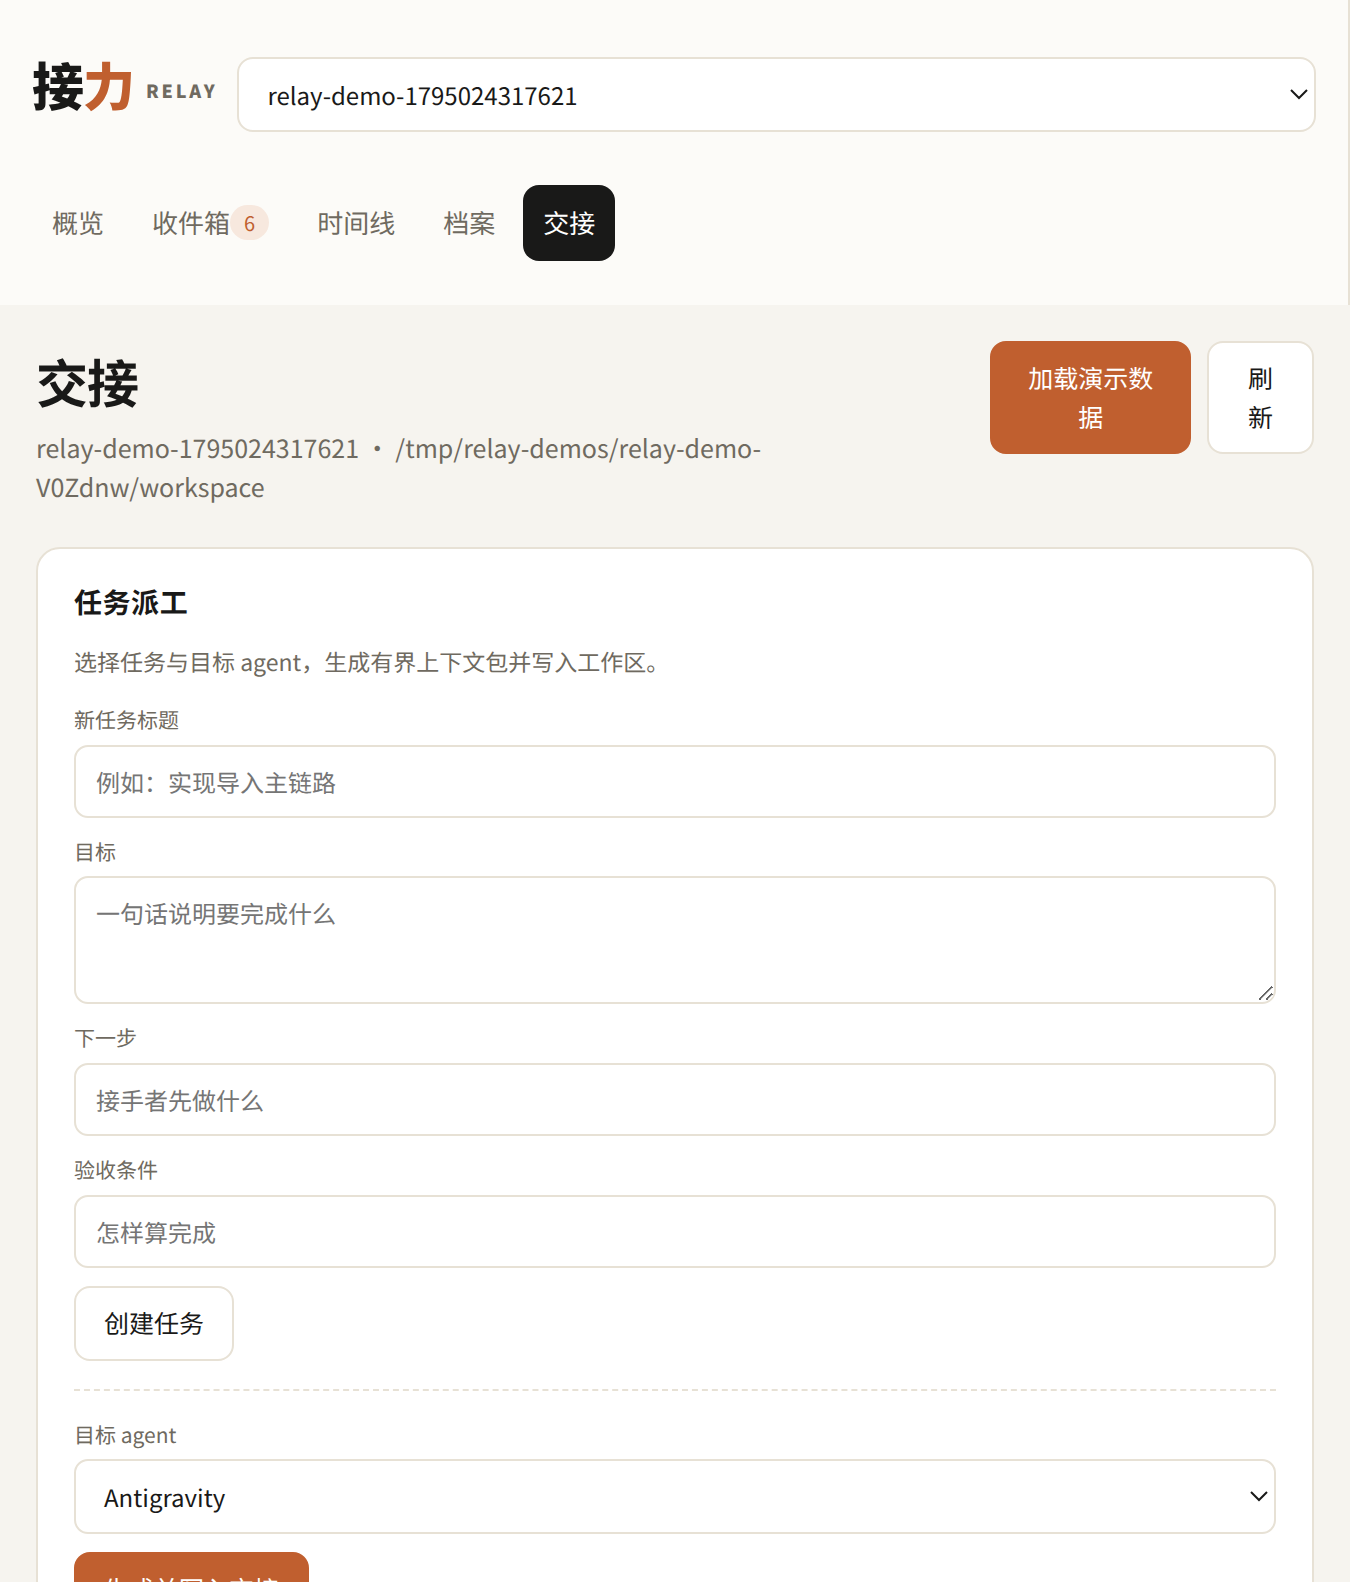 接力 RELAY
relay-demo-1795024317621
概览
收件箱 6
时间线
档案
交接
交接
加载演示数
据
刷
新
relay-demo-1795024317621 · /tmp/relay-demos/relay-demo-
V0Zdnw/workspace
任务派工
选择任务与目标 agent，生成有界上下文包并写入工作区。
新任务标题
例如：实现导入主链路
目标
一句话说明要完成什么
下一步
接手者先做什么
验收条件
怎样算完成
创建任务
目标 agent
Antigravity